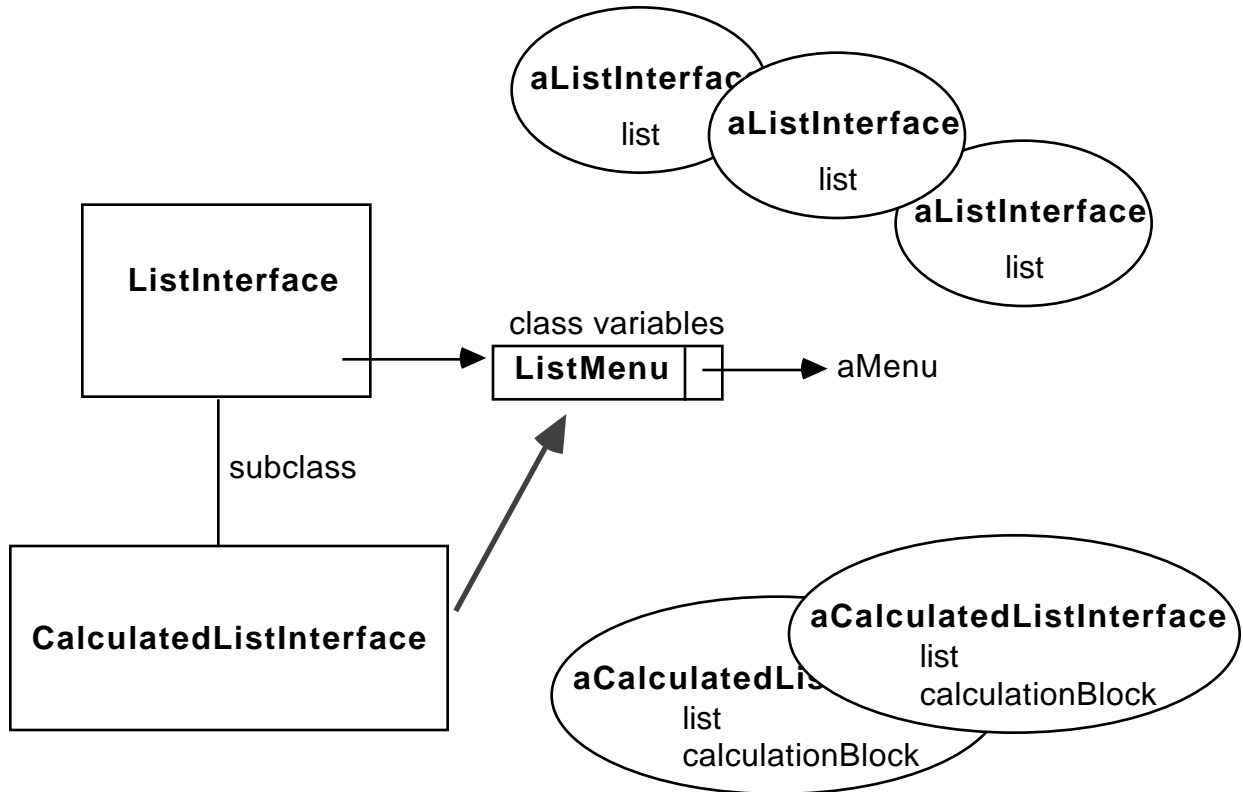 aListInterfac
list
aListInterface
list
aListInterface
list
ListInterface
class variables
ListMenu
aMenu
subclass
CalculatedListInterface
aCalculatedListInterface
list
calculationBlock
aCalculatedLis
list
calculationBlock